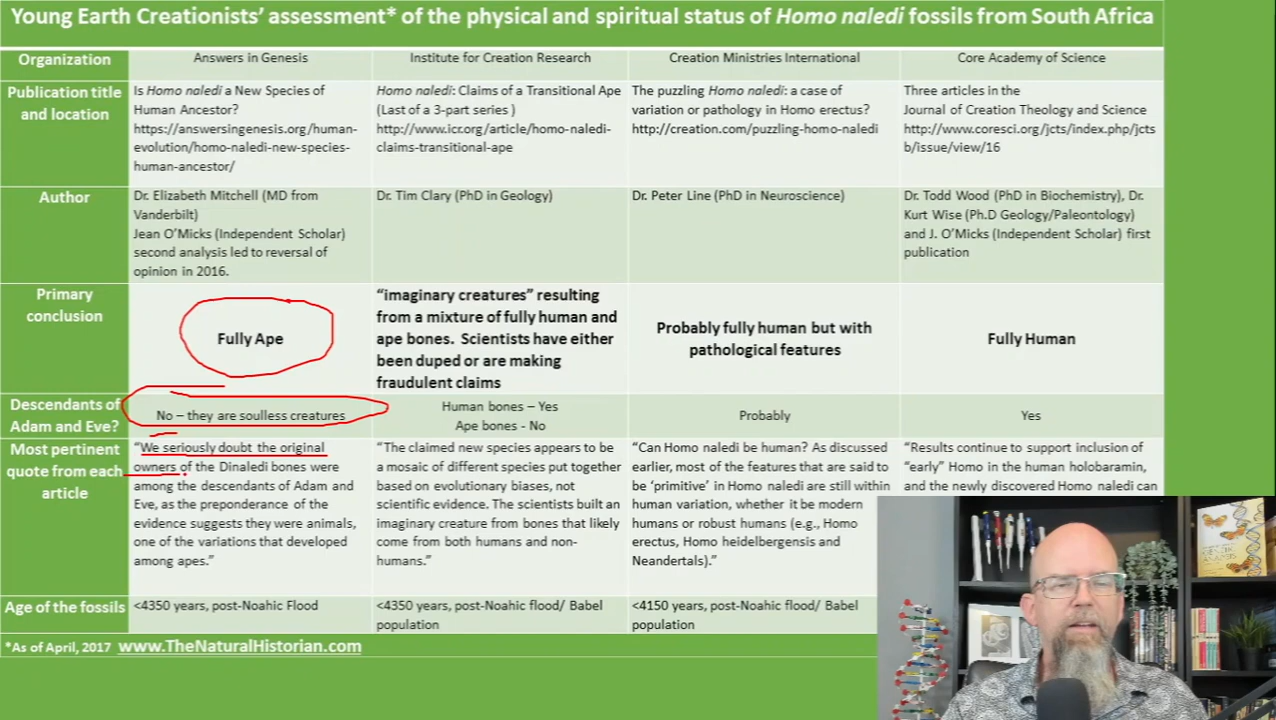 Young Earth Creationists' assessment* of the physical and spiritual status of Homo naledi fossils from South Africa
Organization
Answers in Genesis
Institute for Creation Research
Creation Ministries International
Core Academy of Science
Publication title
and location
Is Homo naledi a New Species of
Human Ancestor?
https://answersingenesis.org/human-
evolution/homo-naledi-new-species-
human-ancestor/
Homo naledi: Claims of a Transitional Ape
(Last of a 3-part series )
http://www.icr.org/article/homo-naledi-
claims-transitional-ape
The puzzling Homo naledi: a case of
variation or pathology in Homo erectus?
http://creation.com/puzzling-homo-naledi
Three articles in the
Journal of Creation Theology and Science
http://www.coresci.org/jcts/index.php/jcts
b/issue/view/16
Author
Dr. Elizabeth Mitchell (MD from
Vanderbilt)
Jean O'Micks (Independent Scholar)
second analysis led to reversal of
opinion in 2016.
Dr. Tim Clary (PhD in Geology)
Dr. Peter Line (PhD in Neuroscience)
Dr. Todd Wood (PhD in Biochemistry), Dr.
Kurt Wise (Ph.D Geology/Paleontology)
and J. O'Micks (Independent Scholar) first
publication
Primary
conclusion
Fully Ape
"imaginary creatures" resulting
from a mixture of fully human and
ape bones. Scientists have either
been duped or are making
fraudulent claims
Probably fully human but with
pathological features
Fully Human
Descendants of
Adam and Eve?
No – they are soulless creatures
Human bones – Yes
Ape bones - No
Probably
Yes
Most pertinent
quote from each
article
"We seriously doubt the original
owners of the Dinaledi bones were
among the descendants of Adam and
Eve, as the preponderance of the
evidence suggests they were animals,
one of the variations that developed
among apes."
"The claimed new species appears to be
a mosaic of different species put together
based on evolutionary biases, not
scientific evidence. The scientists built an
imaginary creature from bones that likely
come from both humans and non-
humans."
"Can Homo naledi be human? As discussed
earlier, most of the features that are said to
be 'primitive' in Homo naledi are still within
human variation, whether it be modern
humans or robust humans (e.g., Homo
erectus, Homo heidelbergensis and
Neandertals)."
"Results continue to support inclusion of
"early" Homo in the human holobaramin,
and the newly discovered Homo naledi can
Age of the fossils
<4350 years, post-Noahic Flood
<4350 years, post-Noahic flood/ Babel
population
<4150 years, post-Noahic flood/ Babel
population
*As of April, 2017 www.TheNaturalHistorian.com